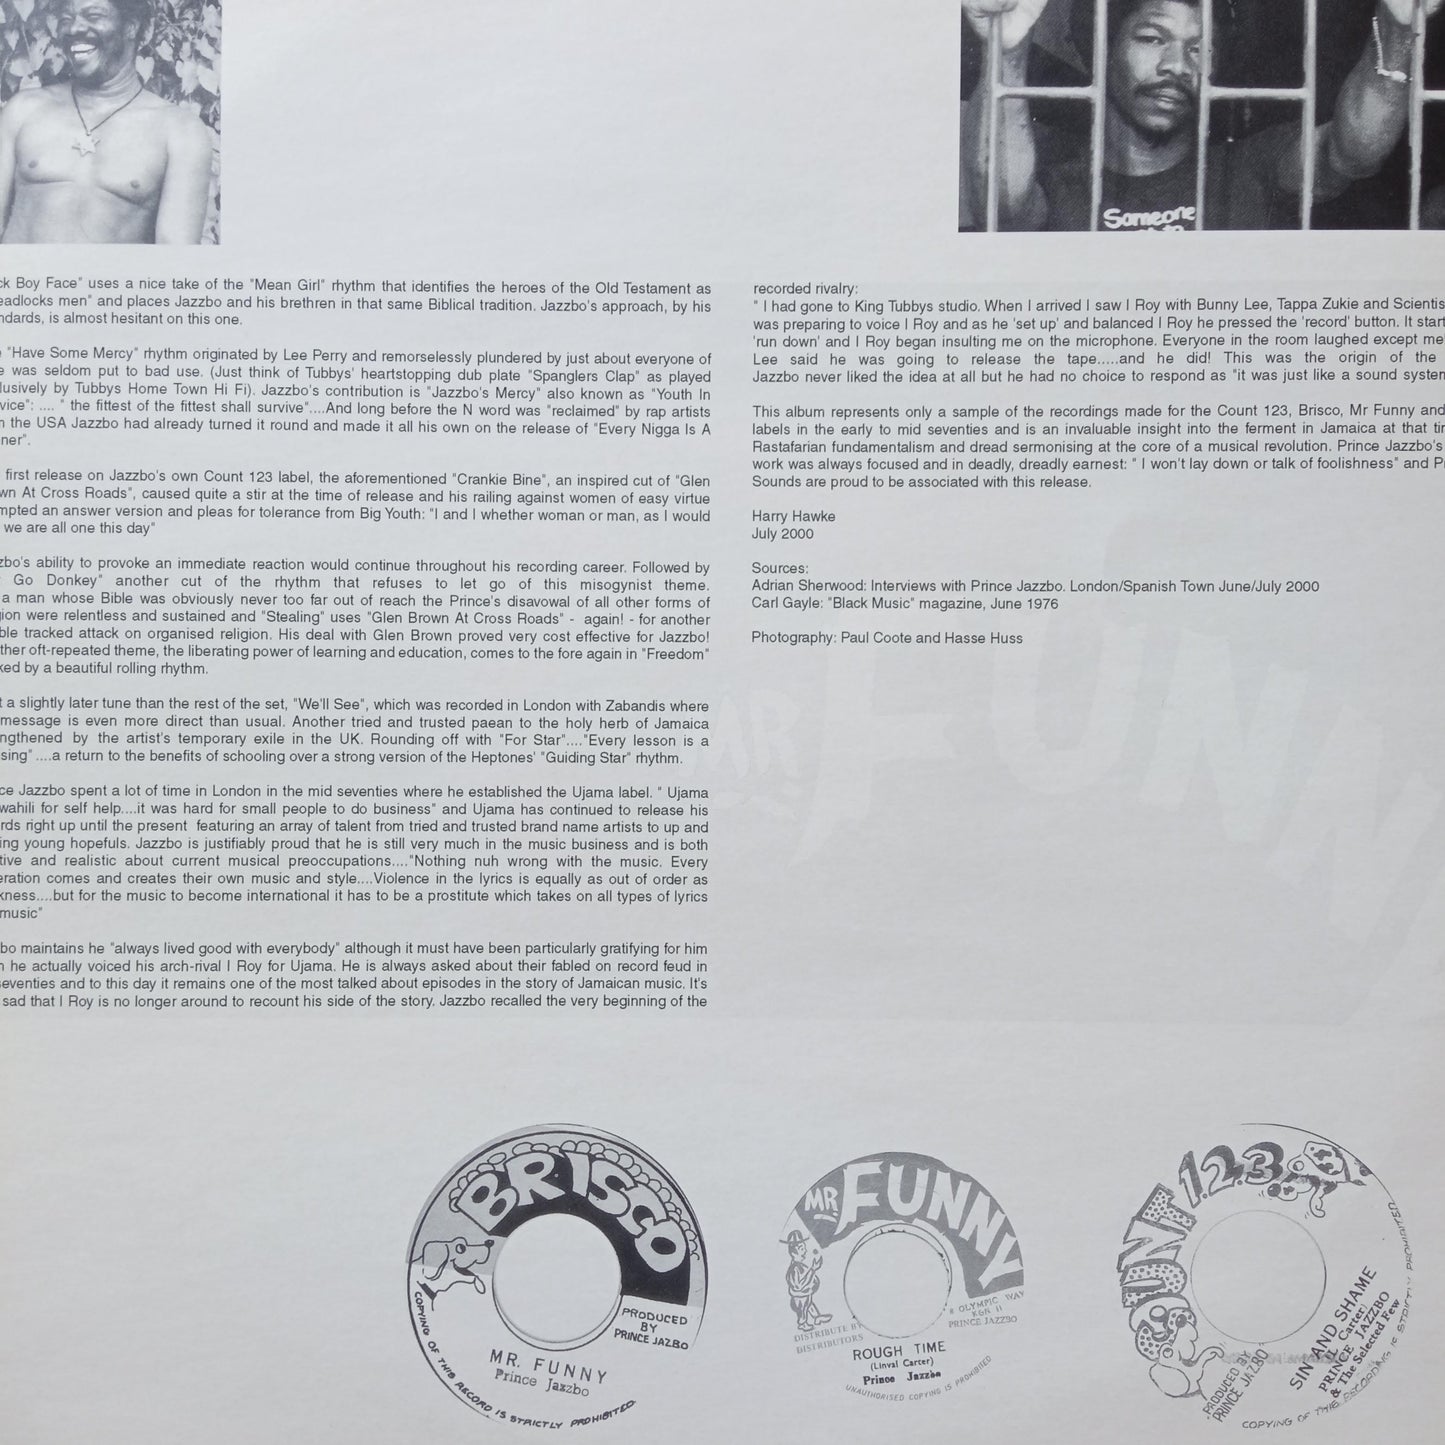 Someone
ck Boy Face" uses a nice take of the "Mean Girl" rhythm that identifies the heroes of the Old Testament as
eadlocks men" and places Jazzbo and his brethren in that same Biblical tradition. Jazzbo's approach, by his
ndards, is almost hesitant on this one.
e "Have Some Mercy" rhythm originated by Lee Perry and remorselessly plundered by just about everyone of
e was seldom put to bad use. (Just think of Tubbys' heartstopping dub plate "Spanglers Clap" as played
lusively by Tubbys Home Town Hi Fi). Jazzbo's contribution is "Jazzbo's Mercy" also known as "Youth In
vice": .... " the fittest of the fittest shall survive"....And long before the N word was "reclaimed" by rap artists
n the USA Jazzbo had already turned it round and made it all his own on the release of "Every Nigga Is A
ner".
first release on Jazzbo's own Count 123 label, the aforementioned "Crankie Bine", an inspired cut of "Glen
wn At Cross Roads", caused quite a stir at the time of release and his railing against women of easy virtue
mpted an answer version and pleas for tolerance from Big Youth: "I and I whether woman or man, as I would
we are all one this day"
zbo's ability to provoke an immediate reaction would continue throughout his recording career. Followed by
Go Donkey" another cut of the rhythm that refuses to let go of this misogynist theme.
a man whose Bible was obviously never too far out of reach the Prince's disavowal of all other forms of
gion were relentless and sustained and "Stealing" uses "Glen Brown At Cross Roads" - again! - for another
ble tracked attack on organised religion. His deal with Glen Brown proved very cost effective for Jazzbo!
ther oft-repeated theme, the liberating power of learning and education, comes to the fore again in "Freedom"
ked by a beautiful rolling rhythm.
t a slightly later tune than the rest of the set, "We'll See", which was recorded in London with Zabandis where
message is even more direct than usual. Another tried and trusted paean to the holy herb of Jamaica
ngthened by the artist's temporary exile in the UK. Rounding off with "For Star"...."Every lesson is a
sing" ....a return to the benefits of schooling over a strong version of the Heptones' "Guiding Star" rhythm.
ce Jazzbo spent a lot of time in London in the mid seventies where he established the Ujama label. " Ujama
wahili for self help....it was hard for small people to do business" and Ujama has continued to release his
rds right up until the present featuring an array of talent from tried and trusted brand name artists to up and
ing young hopefuls. Jazzbo is justifiably proud that he is still very much in the music business and is both
tive and realistic about current musical preoccupations...."Nothing nuh wrong with the music. Every
eration comes and creates their own music and style....Violence in the lyrics is equally as out of order as
kness....but for the music to become international it has to be a prostitute which takes on all types of lyrics
music"
bo maintains he "always lived good with everybody" although it must have been particularly gratifying for him
n he actually voiced his arch-rival I Roy for Ujama. He is always asked about their fabled on record feud in
seventies and to this day it remains one of the most talked about episodes in the story of Jamaican music. It's
sad that I Roy is no longer around to recount his side of the story. Jazzbo recalled the very beginning of the
recorded rivalry:
" I had gone to King Tubbys studio. When I arrived I saw I Roy with Bunny Lee, Tappa Zukie and Scientis
was preparing to voice I Roy and as he 'set up' and balanced I Roy he pressed the 'record' button. It start
'run down' and I Roy began insulting me on the microphone. Everyone in the room laughed except me
Lee said he was going to release the tape.....and he did! This was the origin of the
Jazzbo never liked the idea at all but he had no choice to respond as "it was just like a sound system
This album represents only a sample of the recordings made for the Count 123, Brisco, Mr Funny and
labels in the early to mid seventies and is an invaluable insight into the ferment in Jamaica at that tim
Rastafarian fundamentalism and dread sermonising at the core of a musical revolution. Prince Jazzbo's
work was always focused and in deadly, dreadly earnest: " I won't lay down or talk of foolishness" and P
Sounds are proud to be associated with this release.
Harry Hawke
July 2000
Sources:
Adrian Sherwood: Interviews with Prince Jazzbo. London/Spanish Town June/July 2000
Carl Gayle: "Black Music" magazine, June 1976
Photography: Paul Coote and Hasse Huss
MR FUNNY
BRISCO
PRODUCED
BY
PRINCE JAZBO
MR. FUNNY
Prince Jazzbo
COPYING OF THIS RECORD IS STRICTLY PROHIBITED.
MR. FUNNY
8 OLYMPIC WAY
KGN 11
PRINCE JAZZBO
DISTRIBUTE BY
DISTRIBUTORS
ROUGH TIME
(Linval Carter)
Prince Jazzbo
UNAUTHORISED COPYING IS PROHIBITED
COUNT 1.2.3
PRODUCED BY
PRINCE JAZBO
SIN AND SHAME
Carter)
PRINCE JAZZBO
& The Selected Few
COPYING OF THIS RECORDING IS STRICTLY PROHIBITED